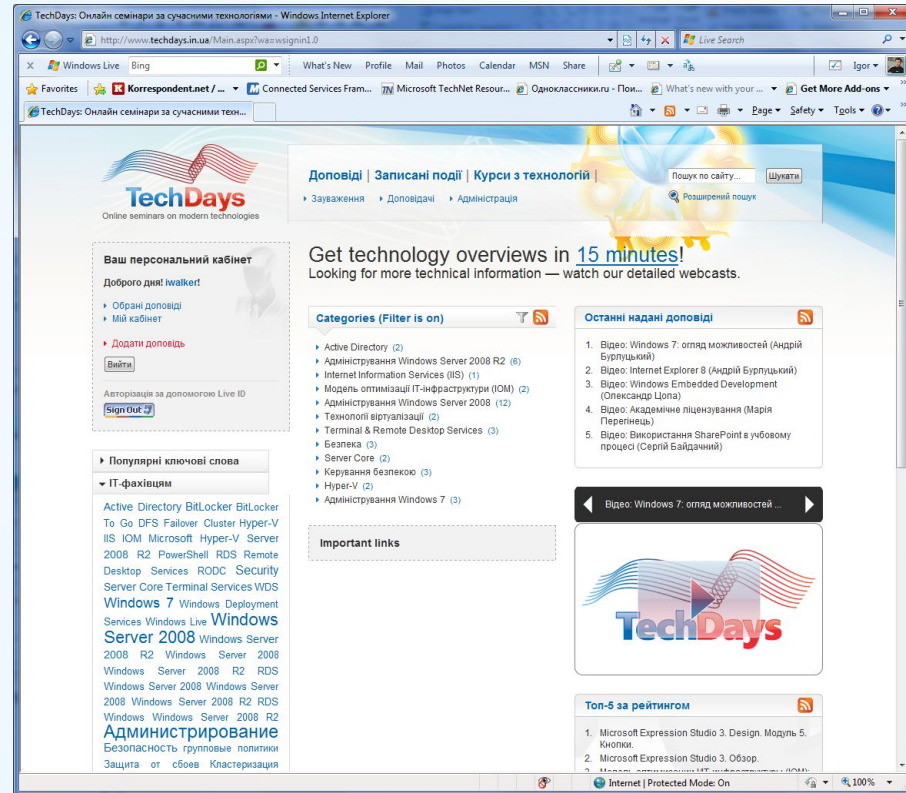 TechDays: Онлайн семінари за сучасними технологіями - Windows Internet Explorer
http://www.techdays.in.ua/Main.aspx?wa=wsignin1.0
Live Search
Windows Live
Bing
What's New
Profile
Mail
Photos
Calendar
MSN
Share
Igor
Favorites
Korrespondent.net / ...
Connected Services Fram...
Microsoft TechNet Resour...
Одноклассники.ru - Пои...
What's new with your ...
Get More Add-ons
TechDays: Онлайн семінари за сучасними техн...
Page
Safety
Tools
TechDays
Online seminars on modern technologies
Доповіді | Записані події | Курси з технологій |
Зауваження
Доповідачі
Адміністрація
Пошук по сайту...
Шукати
Розширений пошук
Ваш персональний кабінет
Доброго дня! iwalker!
Обрані доповіді
Мій кабінет
Додати доповідь
Вийти
Авторізація за допомогою Live ID
Sign Out
Get technology overviews in 15 minutes!
Looking for more technical information — watch our detailed webcasts.
Categories (Filter is on)
Active Directory (2)
Адміністрування Windows Server 2008 R2 (6)
Internet Information Services (IIS) (1)
Модель оптимізації ІТ-інфраструктури (IOM) (2)
Адміністрування Windows Server 2008 (12)
Технології віртуалізації (2)
Terminal & Remote Desktop Services (3)
Безпека (3)
Server Core (2)
Керування безпекою (3)
Hyper-V (2)
Адміністрування Windows 7 (3)
Important links
Останні надані доповіді
1. Відео: Windows 7: огляд можливостей (Андрій
Бурлуцький)
2. Відео: Internet Explorer 8 (Андрій Бурлуцький)
3. Відео: Windows Embedded Development
(Олександр Цопа)
4. Відео: Академічне ліцензування (Марія
Перепінець)
5. Відео: Використання SharePoint в учбовому
процесі (Сергій Байдачний)
Відео: Windows 7: огляд можливостей ...
TechDays
Топ-5 за рейтингом
1. Microsoft Expression Studio 3. Design. Модуль 5.
Кнопки.
2. Microsoft Expression Studio 3. Обзор.
Популярні ключові слова
ІТ-фахівцям
Active Directory BitLocker BitLocker
To Go DFS Failover Cluster Hyper-V
IIS IOM Microsoft Hyper-V Server
2008 R2 PowerShell RDS Remote
Desktop Services RODC Security
Server Core Terminal Services WDS
Windows 7 Windows Deployment
Services Windows Live Windows
Server 2008 Windows Server
2008 R2 Windows Server 2008
Windows Server 2008 R2 RDS
Windows Server 2008 Windows Server
2008 Windows Server 2008 R2 RDS
Windows Windows Server 2008 R2
Администрирование
Безопасность групповые политики
Защита от сбоев Кластеризация
Internet | Protected Mode: On
100%